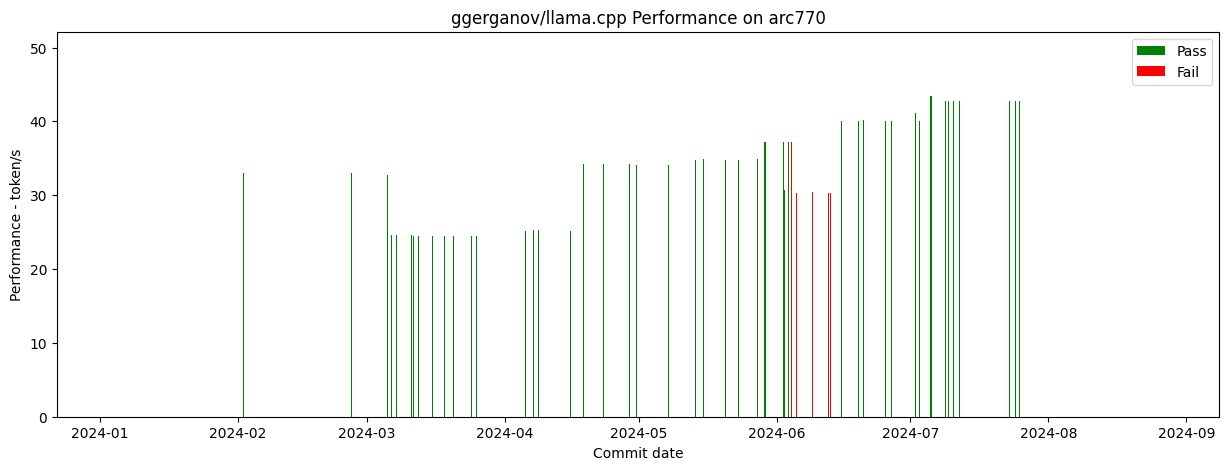 ggerganov/llama.cpp Performance on arc770
Pass
Fail
Performance - token/s
50
40
30
20
10
0
2024-01 2024-02 2024-03 2024-04 2024-05 2024-06 2024-07 2024-08 2024-09
Commit date